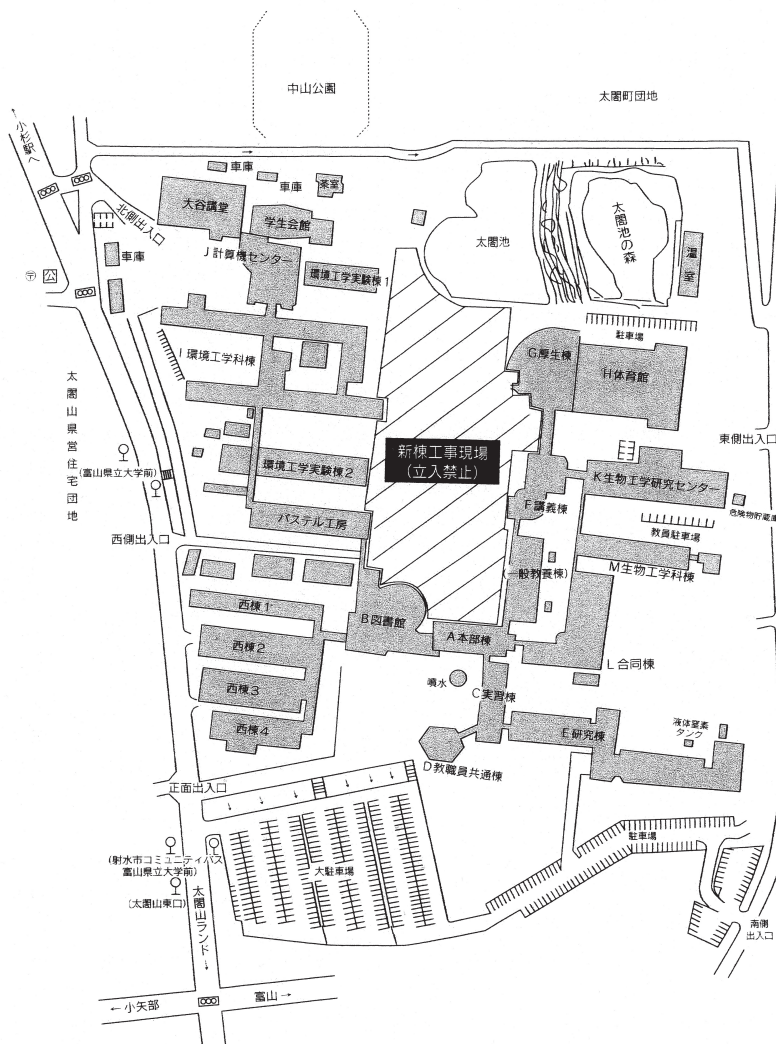 中山公園
太閤町団地
↑小杉駅へ
車庫
車庫
茶室
大谷講堂
北側出入口
学生会館
太閤池
太閤池の森
温室
車庫
J 計算機センター
環境工学実験棟1
〒 公
駐車場
G厚生棟
H体育館
I 環境工学科棟
太閤山県営住宅団地
新棟工事現場
(立入禁止)
東側出入口
(富山県立大学前)
環境工学実験棟2
K生物工学研究センター
F 講義棟
危険物貯蔵庫
パステル工房
教員駐車場
西側出入口
(一般教養棟)
M生物工学科棟
西棟1
B図書館
A本部棟
西棟2
L 合同棟
噴水
西棟3
C実習棟
液体窒素
タンク
西棟4
E研究棟
D教職員共通棟
正面出入口
駐車場
(射水市コミュニティバス
富山県立大学前)
大駐車場
(太閤山東口)
太閤山ランド→
南側
出入口
←小矢部
富山→